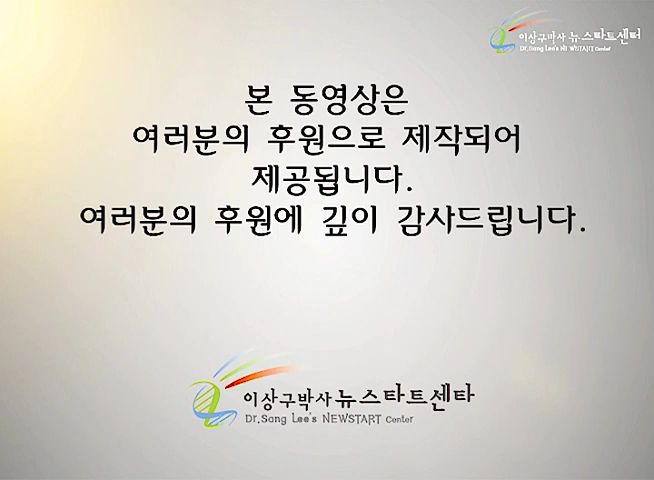 이상구박사 뉴스타트센터
Dr.Sang Lee's NEWSTART Center
본 동영상은
여러분의 후원으로 제작되어
제공됩니다.
여러분의 후원에 깊이 감사드립니다.
이상구박사 뉴스타트센타
Dr.Sang Lee's NEWSTART Center